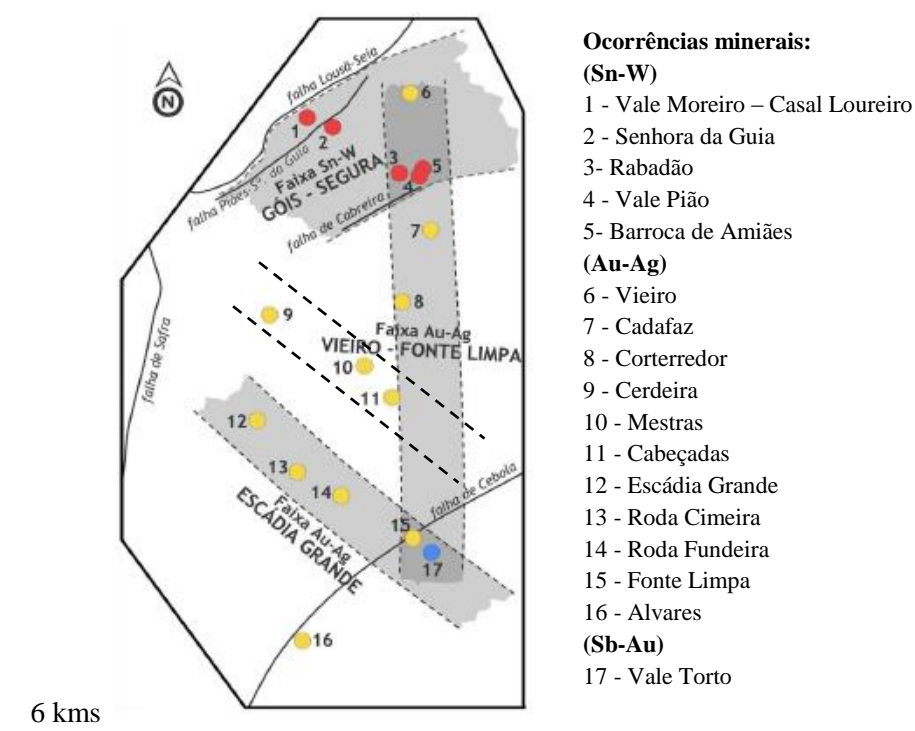 N
falha Lousã-Seia
1
2
falha Piães-Sª. da Guia
Faixa Sn-W
GÓIS - SEGURA
falha de Cabreira
3
4
5
6
7
8
falha de Safra
9
Faixa Au-Ag
VIEIRO - FONTE LIMPA
10
11
12
13
14
Faixa Au-Ag
ESCÁDIA GRANDE
falha de Cebola
15
17
16
6 kms
Ocorrências minerais:
(Sn-W)
1 - Vale Moreiro – Casal Loureiro
2 - Senhora da Guia
3- Rabadão
4 - Vale Pião
5- Barroca de Amiães
(Au-Ag)
6 - Vieiro
7 - Cadafaz
8 - Corterredor
9 - Cerdeira
10 - Mestras
11 - Cabeçadas
12 - Escádia Grande
13 - Roda Cimeira
14 - Roda Fundeira
15 - Fonte Limpa
16 - Alvares
(Sb-Au)
17 - Vale Torto